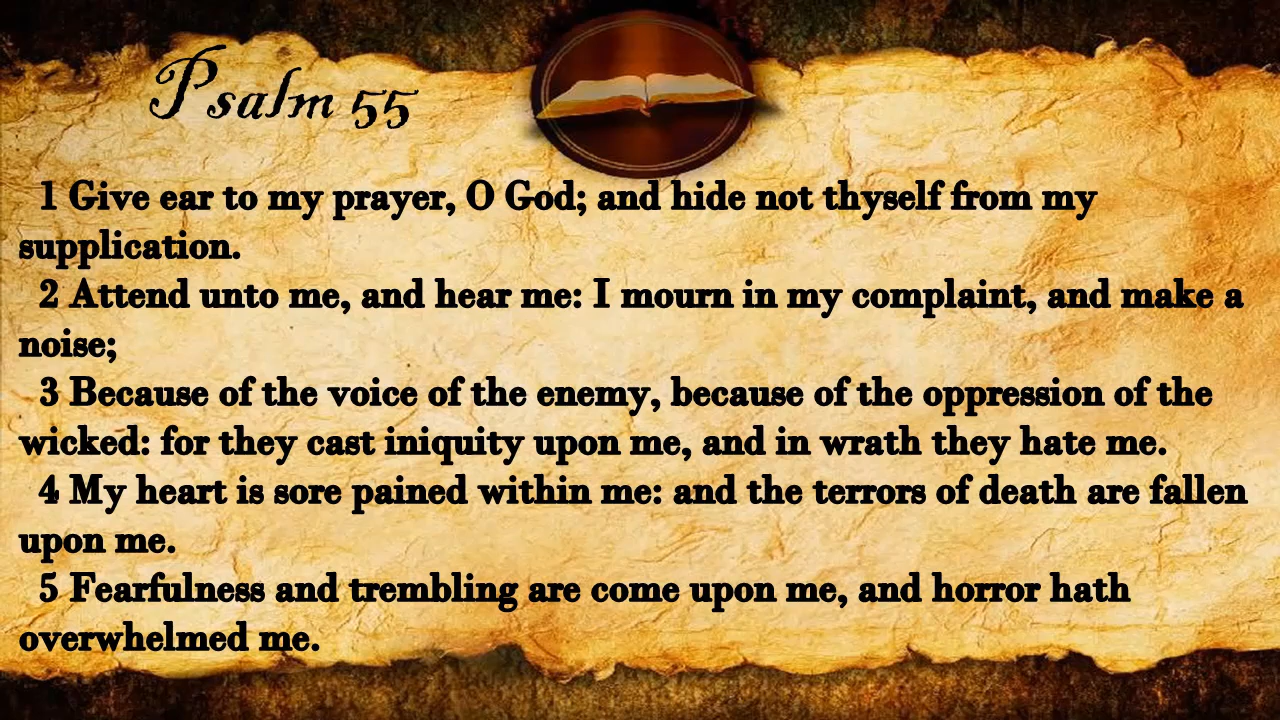 Psalm 55
1 Give ear to my prayer, O God; and hide not thyself from my
supplication.
2 Attend unto me, and hear me: I mourn in my complaint, and make a
noise;
3 Because of the voice of the enemy, because of the oppression of the
wicked: for they cast iniquity upon me, and in wrath they hate me.
4 My heart is sore pained within me: and the terrors of death are fallen
upon me.
5 Fearfulness and trembling are come upon me, and horror hath
overwhelmed me.